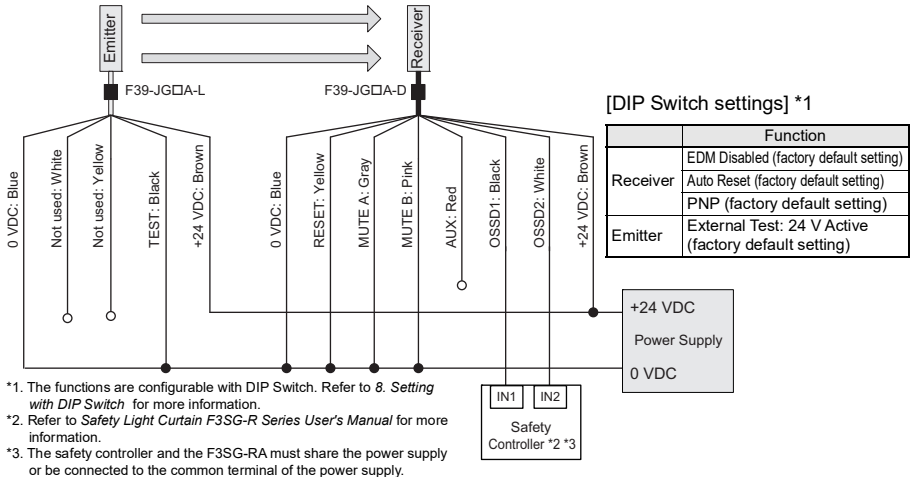 Emitter
Receiver
F39-JG□A-L
F39-JG□A-D
0 VDC: Blue
Not used: White
Not used: Yellow
TEST: Black
+24 VDC: Brown
0 VDC: Blue
RESET: Yellow
MUTE A: Gray
MUTE B: Pink
AUX: Red
OSSD1: Black
OSSD2: White
+24 VDC: Brown
[DIP Switch settings] *1
Function
Receiver
EDM Disabled (factory default setting)
Auto Reset (factory default setting)
PNP (factory default setting)
Emitter
External Test: 24 V Active
(factory default setting)
+24 VDC
Power Supply
0 VDC
IN1
IN2
Safety
Controller *2 *3
*1. The functions are configurable with DIP Switch. Refer to 8. Setting
with DIP Switch for more information.
*2. Refer to Safety Light Curtain F3SG-R Series User's Manual for more
information.
*3. The safety controller and the F3SG-RA must share the power supply
or be connected to the common terminal of the power supply.